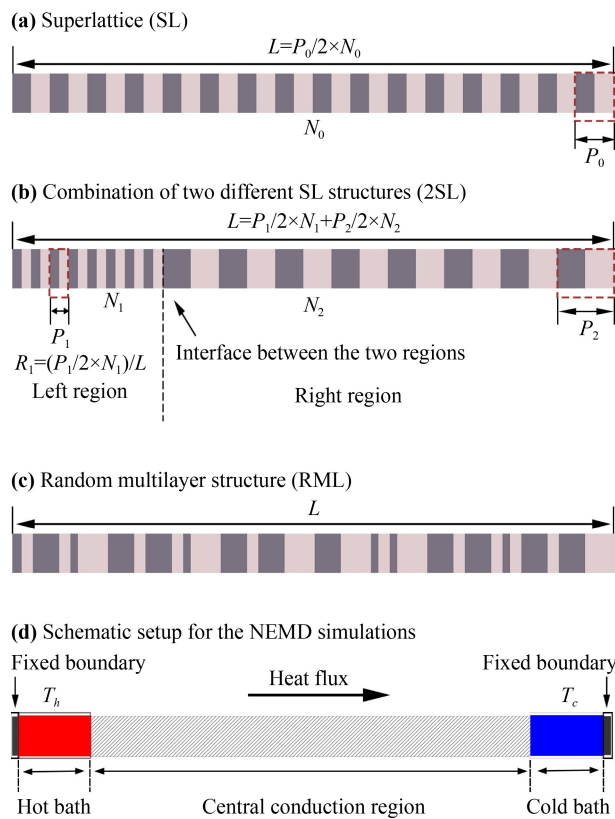 (a) Superlattice (SL)
L=P₀/2×N₀
N₀
P₀
(b) Combination of two different SL structures (2SL)
L=P₁/2×N₁+P₂/2×N₂
N₁
N₂
P₁
P₂
R₁=(P₁/2×N₁)/L
Interface between the two regions
Left region
Right region
(c) Random multilayer structure (RML)
L
(d) Schematic setup for the NEMD simulations
Fixed boundary
Fixed boundary
Tₕ
Heat flux
T꜀
Hot bath
Central conduction region
Cold bath